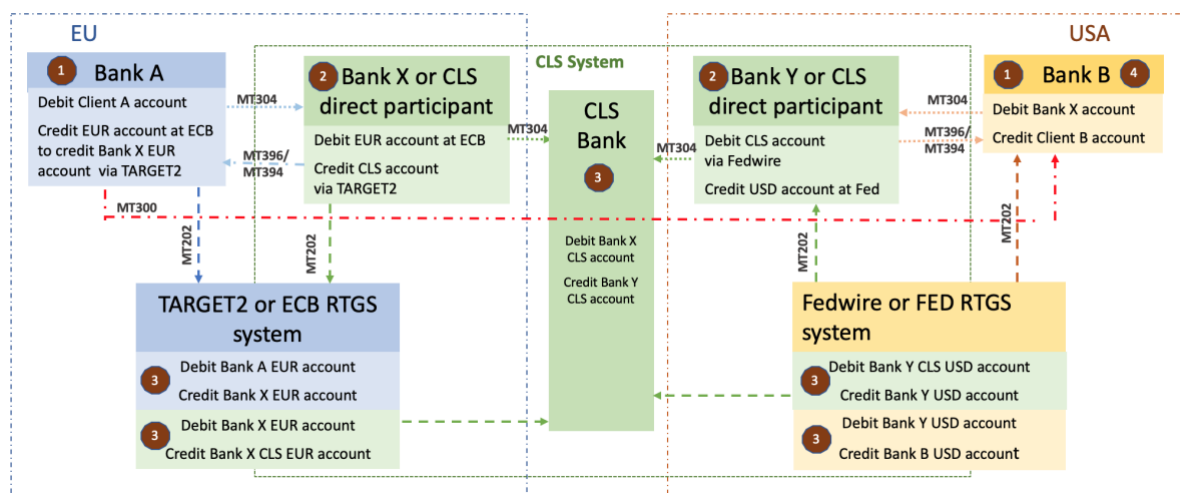 EU
USA
CLS System
1
Bank A
Debit Client A account
Credit EUR account at ECB
to credit Bank X EUR
account via TARGET2
MT304
MT396/
MT394
2
Bank X or CLS
direct participant
Debit EUR account at ECB
Credit CLS account
via TARGET2
MT304
CLS
Bank
3
Debit Bank X
CLS account
Credit Bank Y
CLS account
MT304
2
Bank Y or CLS
direct participant
Debit CLS account
via Fedwire
Credit USD account at Fed
MT304
MT396/
MT394
1
Bank B
4
Debit Bank X account
Credit Client B account
MT300
MT202
MT202
MT202
MT202
TARGET2 or ECB RTGS
system
3
Debit Bank A EUR account
Credit Bank X EUR account
3
Debit Bank X EUR account
Credit Bank X CLS EUR account
Fedwire or FED RTGS
system
3
Debit Bank Y CLS USD account
Credit Bank Y USD account
3
Debit Bank Y USD account
Credit Bank B USD account